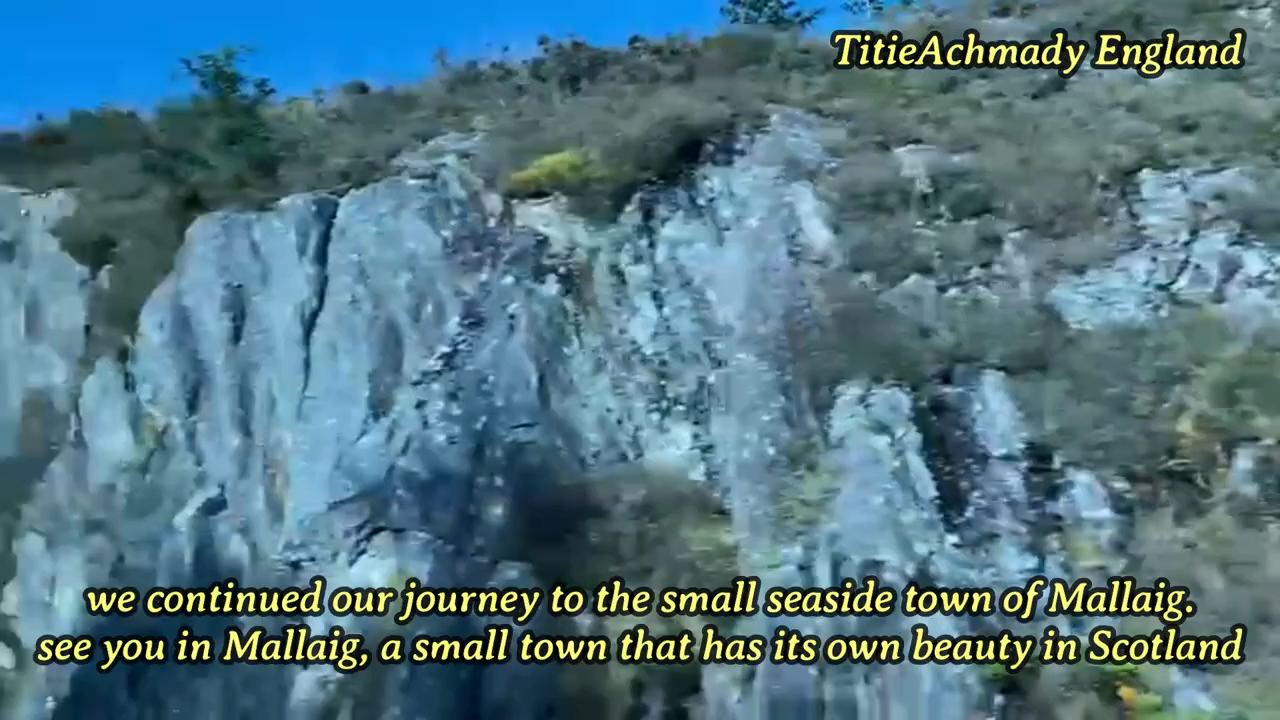 TitieAchmady England
we continued our journey to the small seaside town of Mallaig.
see you in Mallaig, a small town that has its own beauty in Scotland